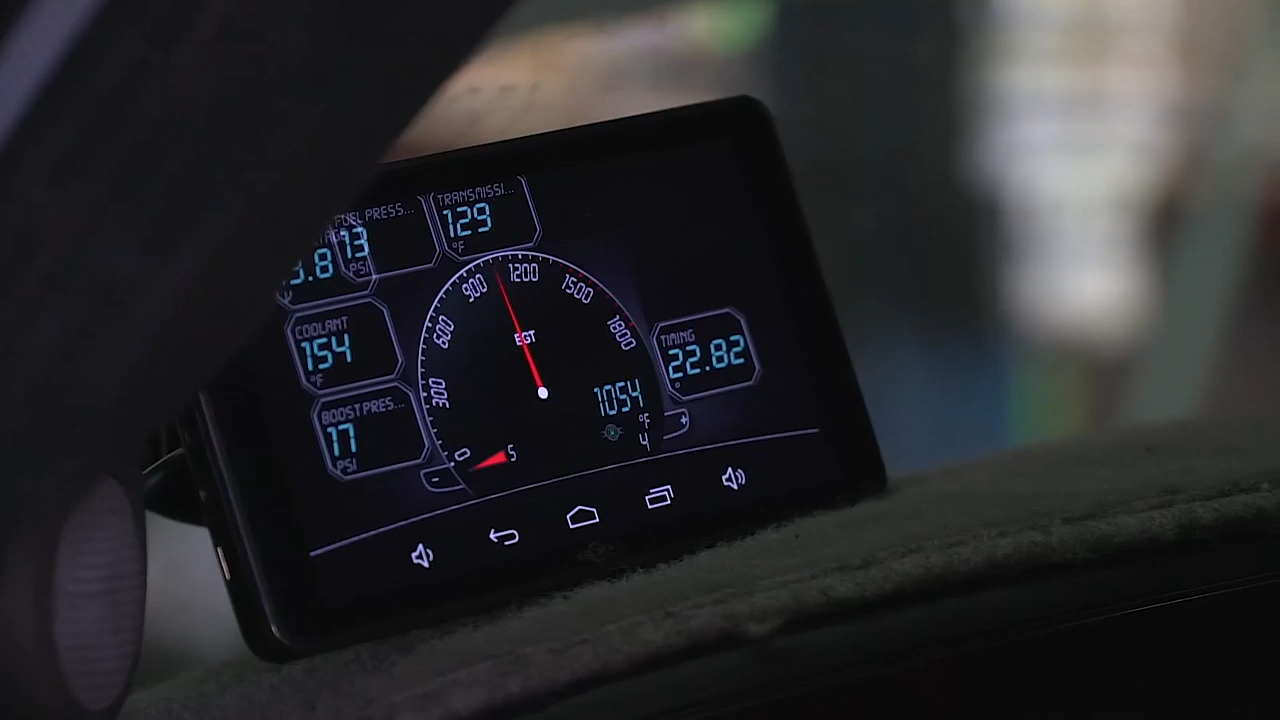 FUEL PRESS...
13
PSI
3.8
TRANSMISSI...
129
°F
COOLANT
154
°F
BOOST PRES...
17
PSI
0
300
600
900
1200
1500
1800
EGT
1054
°F
4
5
-
+
TIMING
22.82
°